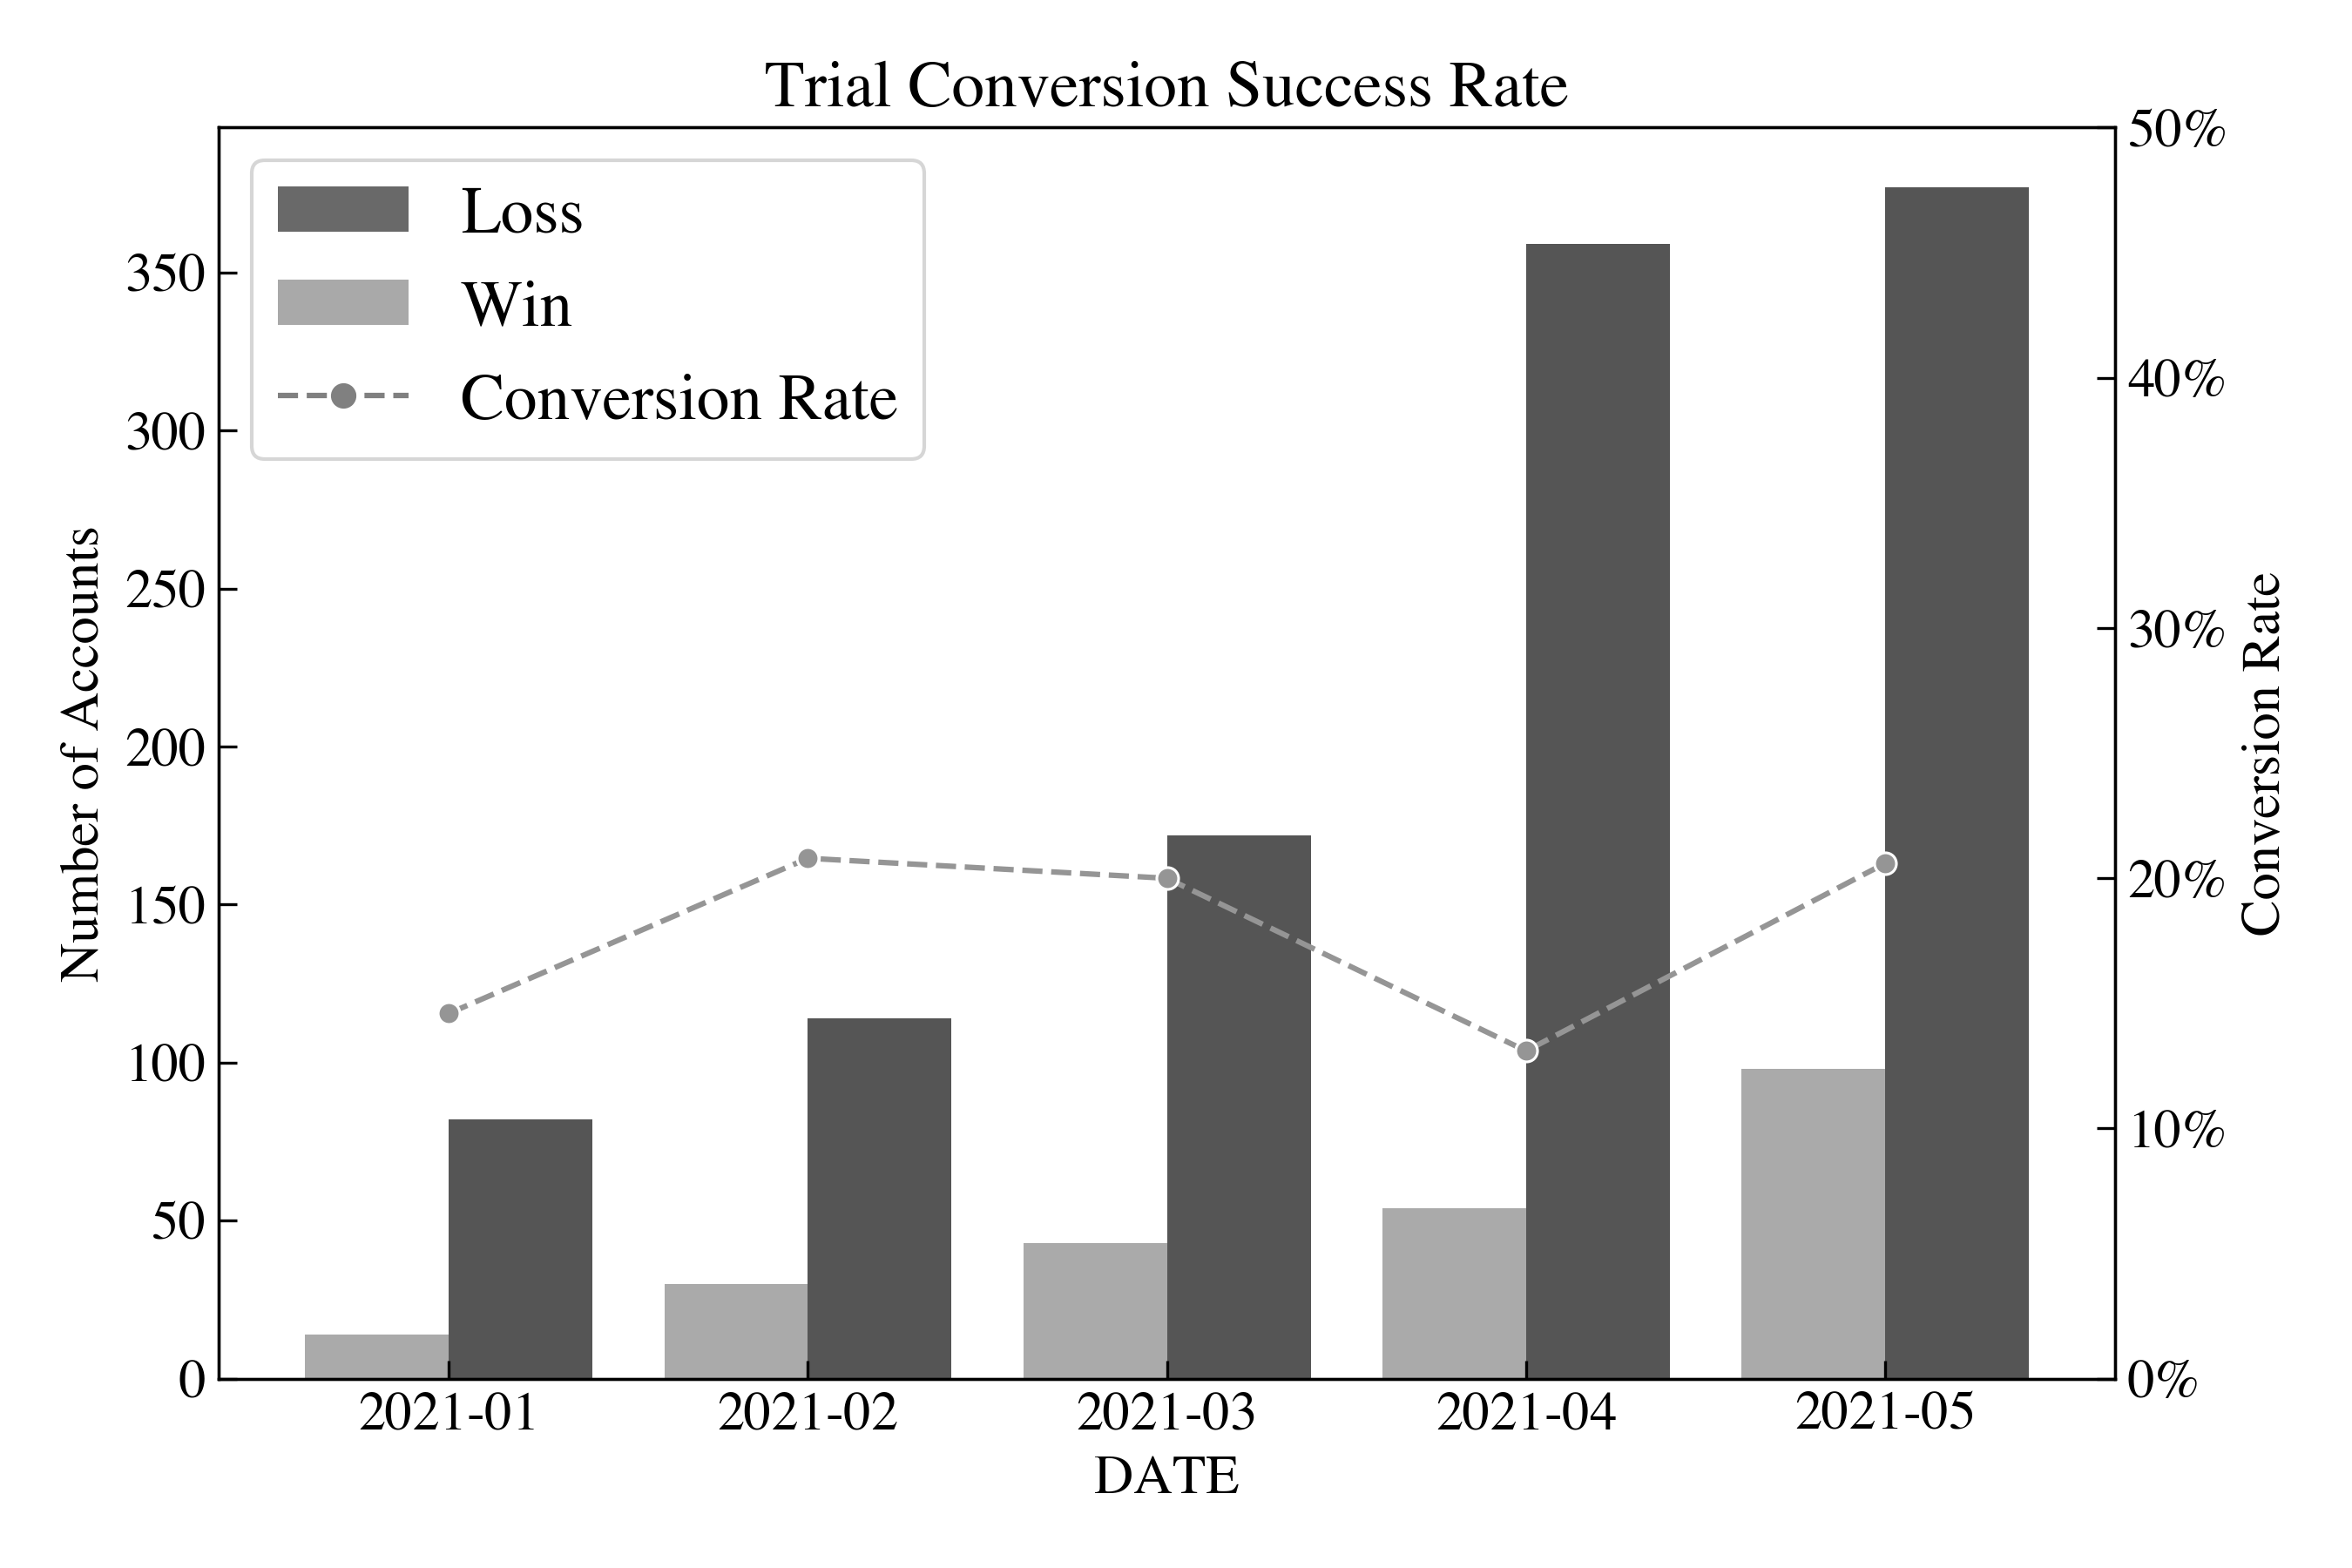 Trial Conversion Success Rate
Loss
Win
Conversion Rate
Number of Accounts
350
300
250
200
150
100
50
0
50%
40%
30%
20%
10%
0%
Conversion Rate
2021-01 2021-02 2021-03 2021-04 2021-05
DATE